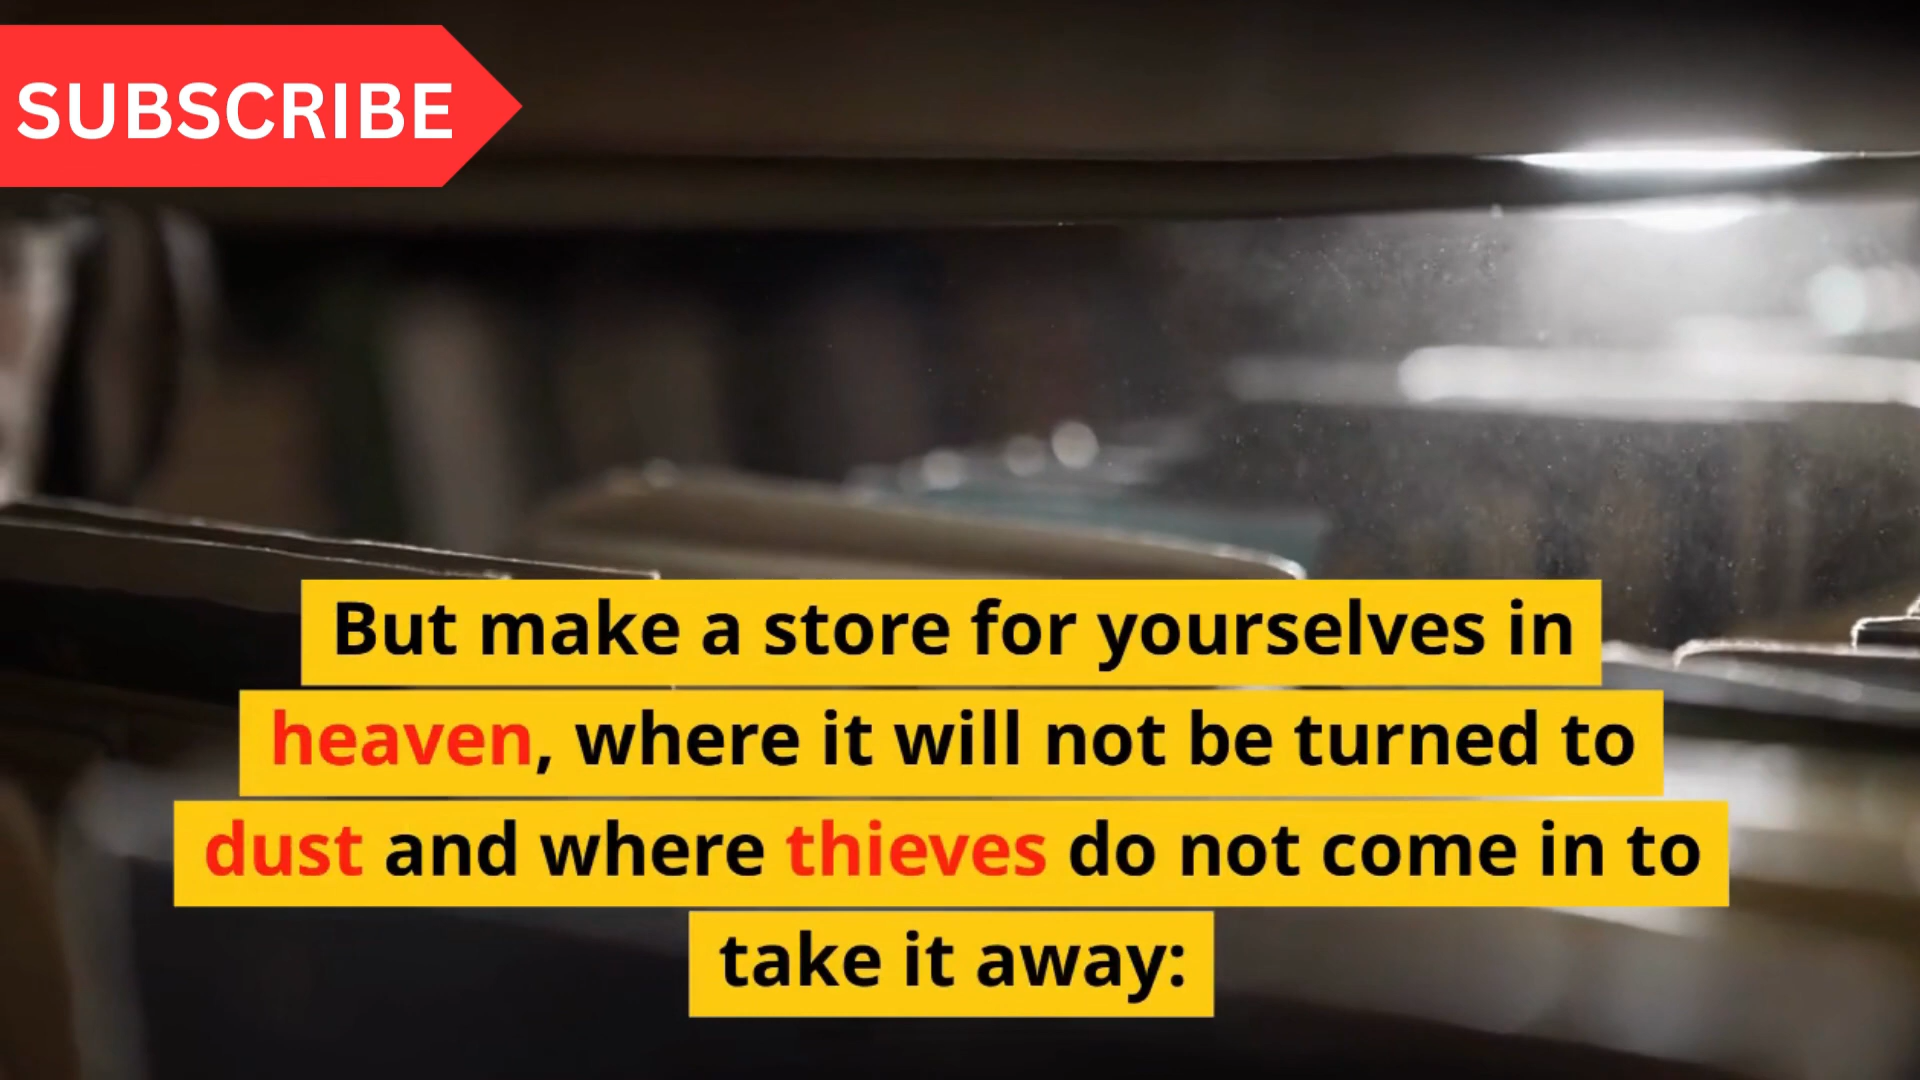 SUBSCRIBE
But make a store for yourselves in
heaven, where it will not be turned to
dust and where thieves do not come in to
take it away: